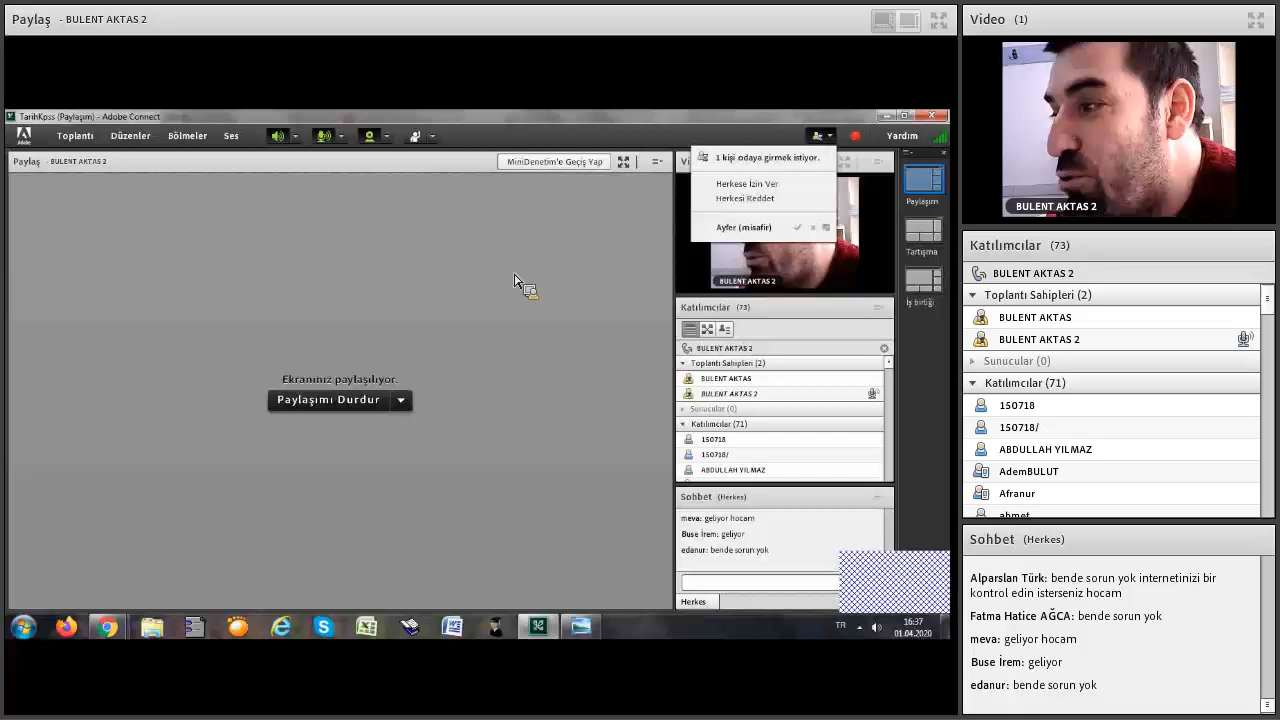 Paylaş - BULENT AKTAS 2
TarihKpss (Paylaşım) - Adobe Connect
Adobe
Toplantı Düzenler Bölmeler Ses Yardım
Paylaş - BULENT AKTAS 2
MiniDenetim'e Geçiş Yap
1 kişi odaya girmek istiyor.
Herkese İzin Ver
Herkesi Reddet
Ayfer (misafir)
BULENT AKTAS 2
Paylaşım
Tartışma
İş birliği
Ekranınız paylaşılıyor.
Paylaşımı Durdur
Katılımcılar (73)
BULENT AKTAS 2
Toplantı Sahipleri (2)
BULENT AKTAS
BULENT AKTAS 2
Sunucular (0)
Katılımcılar (71)
150718
150718/
ABDULLAH YILMAZ
Sohbet (Herkes)
meva: geliyor hocam
Buse İrem: geliyor
edanur: bende sorun yok
Herkes
TR
16:37
01.04.2020
Video (1)
BULENT AKTAS 2
Katılımcılar (73)
BULENT AKTAS 2
Toplantı Sahipleri (2)
BULENT AKTAS
BULENT AKTAS 2
Sunucular (0)
Katılımcılar (71)
150718
150718/
ABDULLAH YILMAZ
AdemBULUT
Afranur
ahmet
Sohbet (Herkes)
Alparslan Türk: bende sorun yok internetinizi bir
kontrol edin isterseniz hocam
Fatma Hatice AĞCA: bende sorun yok
meva: geliyor hocam
Buse İrem: geliyor
edanur: bende sorun yok